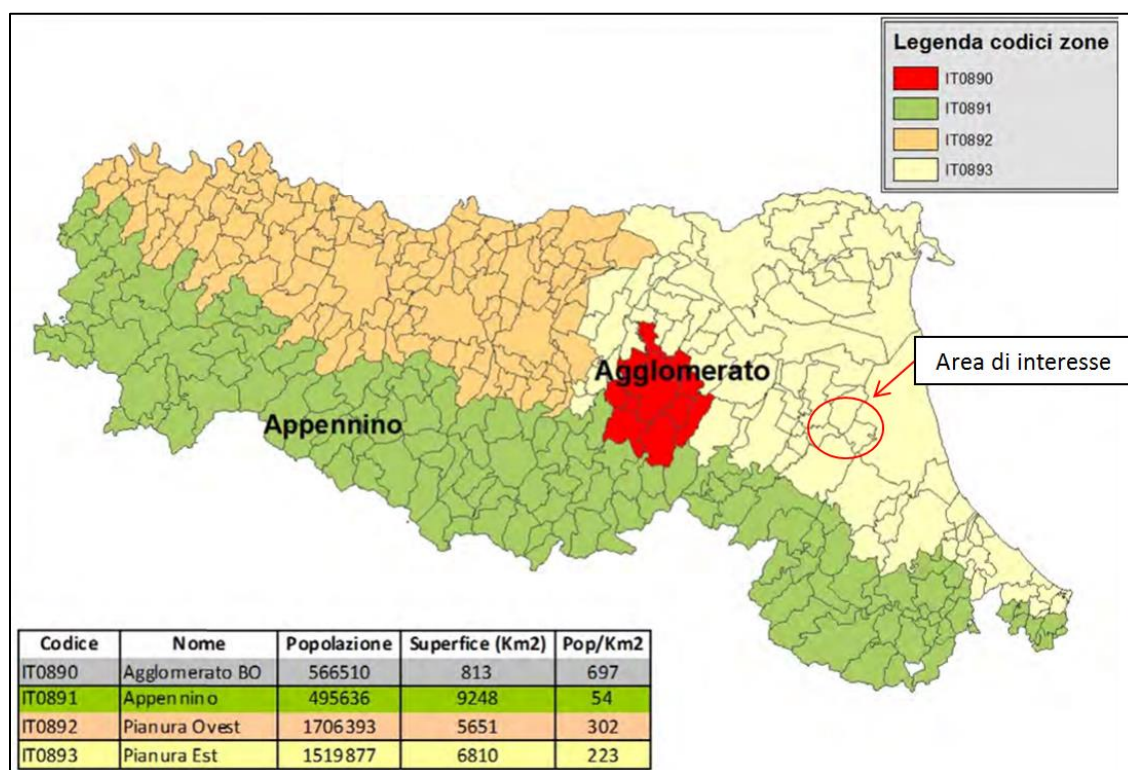 Legenda codici zone
IT0890
IT0891
IT0892
IT0893
Area di interesse
Agglomerato
Appennino
Codice Nome Popolazione Superfice (Km2) Pop/Km2
IT0890 Agglomerato BO 566510 813 697
IT0891 Appennino 495636 9248 54
IT0892 Pianura Ovest 1706393 5651 302
IT0893 Pianura Est 1519877 6810 223